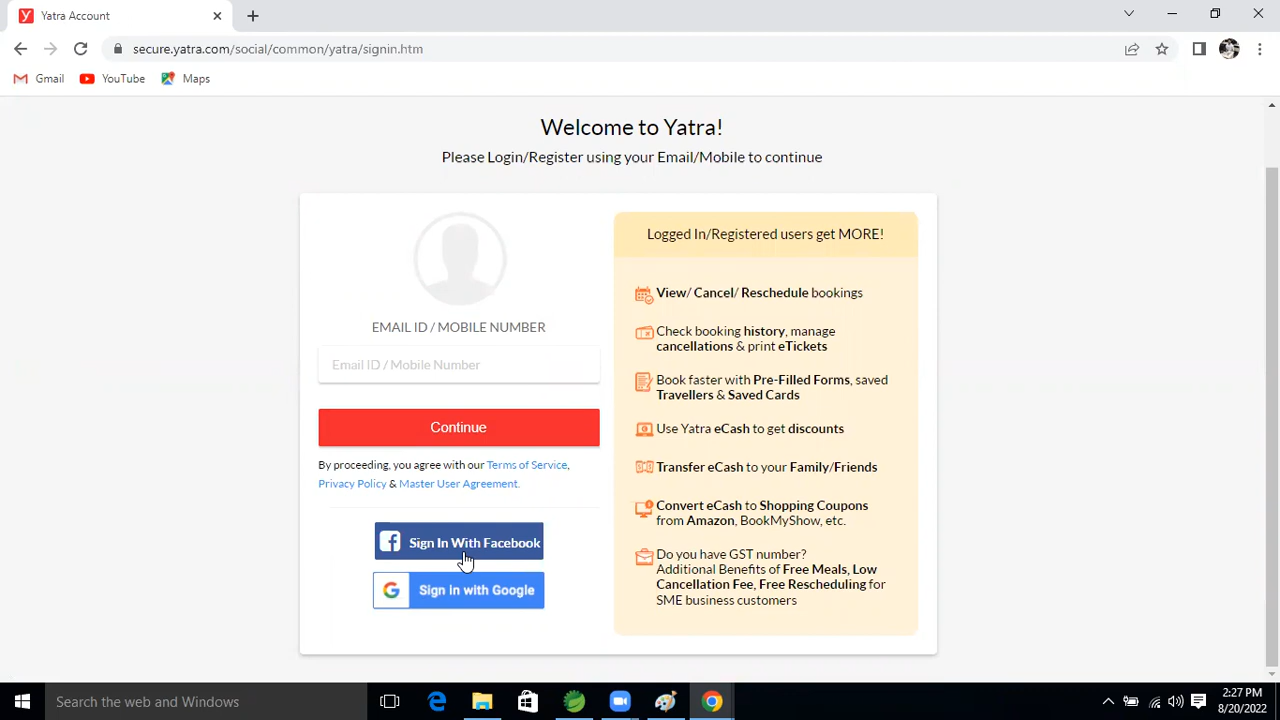 Yatra Account
secure.yatra.com/social/common/yatra/signin.htm
Gmail YouTube Maps
Welcome to Yatra!
Please Login/Register using your Email/Mobile to continue
EMAIL ID / MOBILE NUMBER
Email ID / Mobile Number
Continue
By proceeding, you agree with our Terms of Service,
Privacy Policy & Master User Agreement.
Sign In With Facebook
Sign in with Google
Logged In/Registered users get MORE!
View/ Cancel/ Reschedule bookings
Check booking history, manage
cancellations & print eTickets
Book faster with Pre-Filled Forms, saved
Travellers & Saved Cards
Use Yatra eCash to get discounts
Transfer eCash to your Family/Friends
Convert eCash to Shopping Coupons
from Amazon, BookMyShow, etc.
Do you have GST number?
Additional Benefits of Free Meals, Low
Cancellation Fee, Free Rescheduling for
SME business customers
Search the web and Windows
2:27 PM
8/20/2022